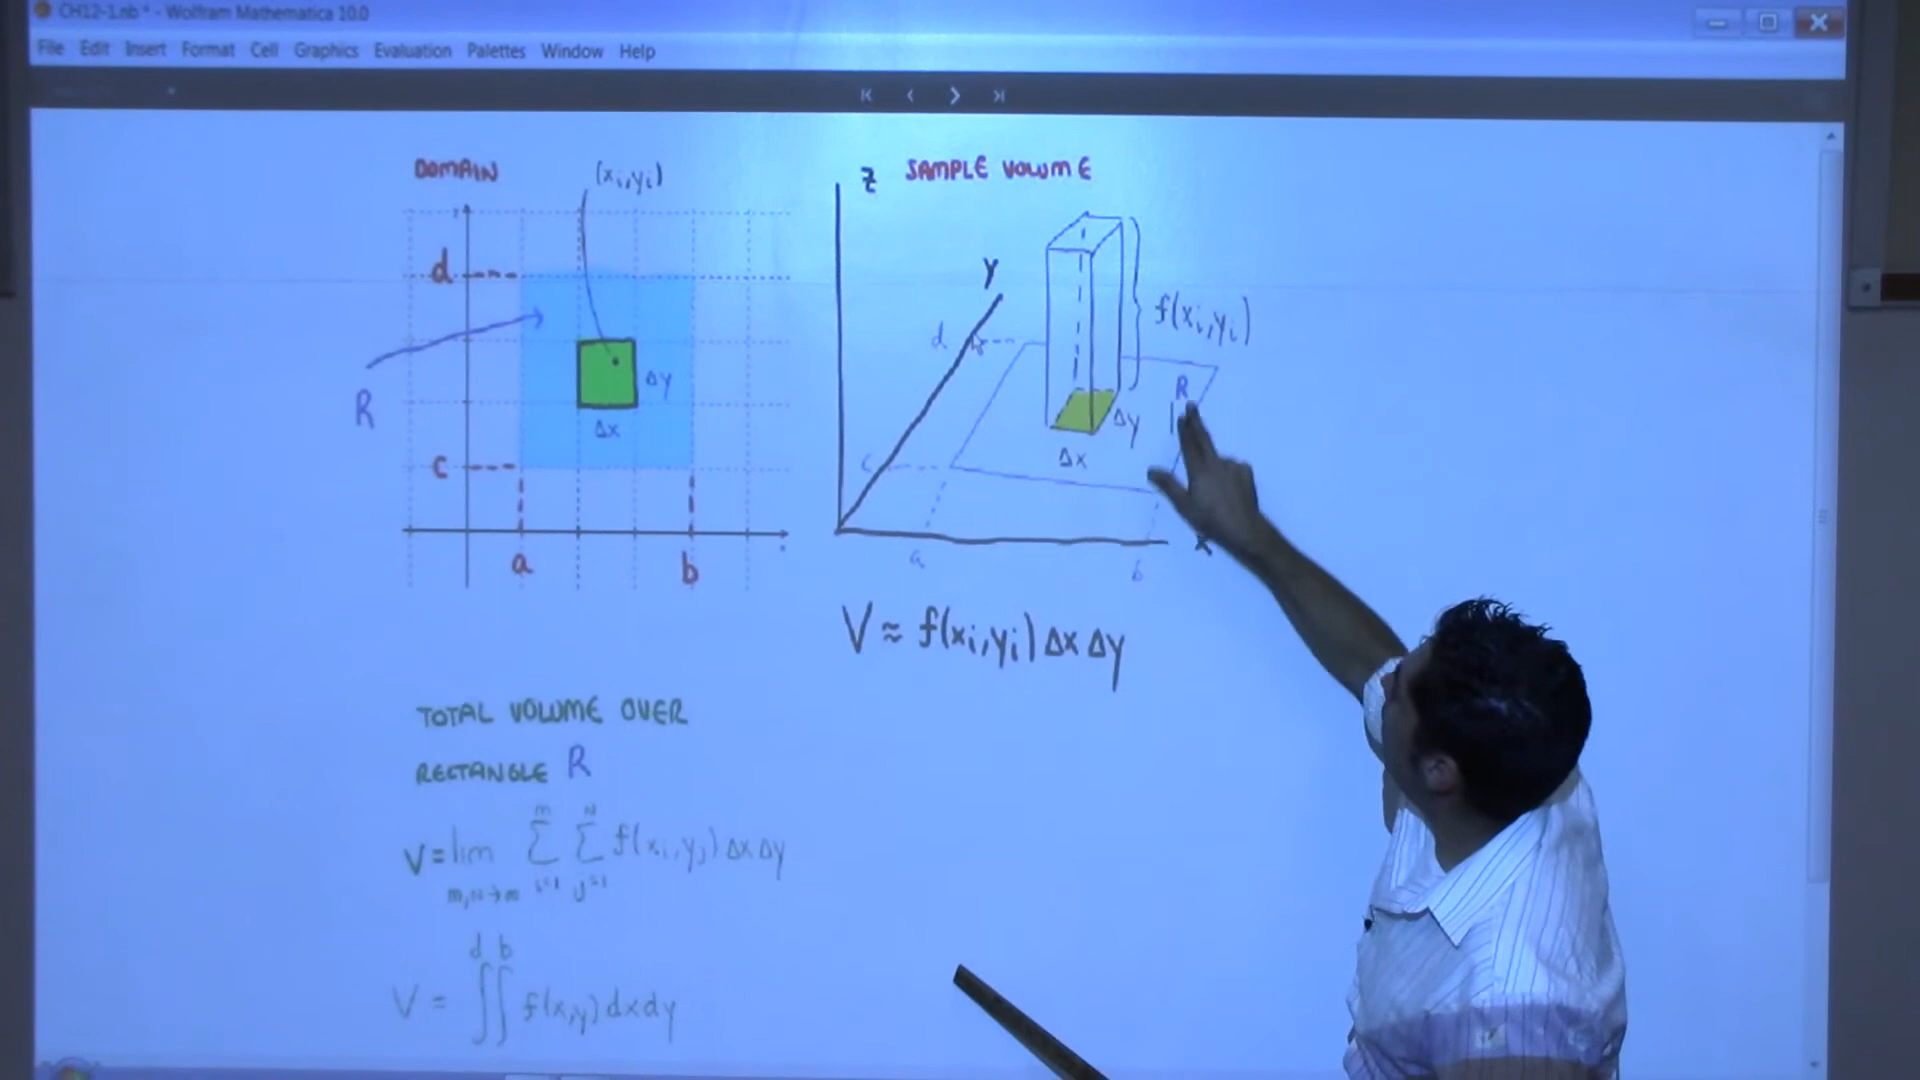 CH12-1.nb * - Wolfram Mathematica 10.0
File Edit Insert Format Cell Graphics Evaluation Palettes Window Help
DOMAIN
(xᵢ,yᵢ)
d
R
Δy
Δx
c
a
b
SAMPLE VOLUME
z
y
f(xᵢ,yᵢ)
d
R
Δy
Δx
c
x
a
b
V ≈ f(xᵢ,yᵢ) Δx Δy
TOTAL VOLUME OVER
RECTANGLE R
m N
V = lim Σ Σ f(xᵢ,yⱼ) Δx Δy
i=1 j=1
d b
V = ∫∫ f(x,y) dx dy